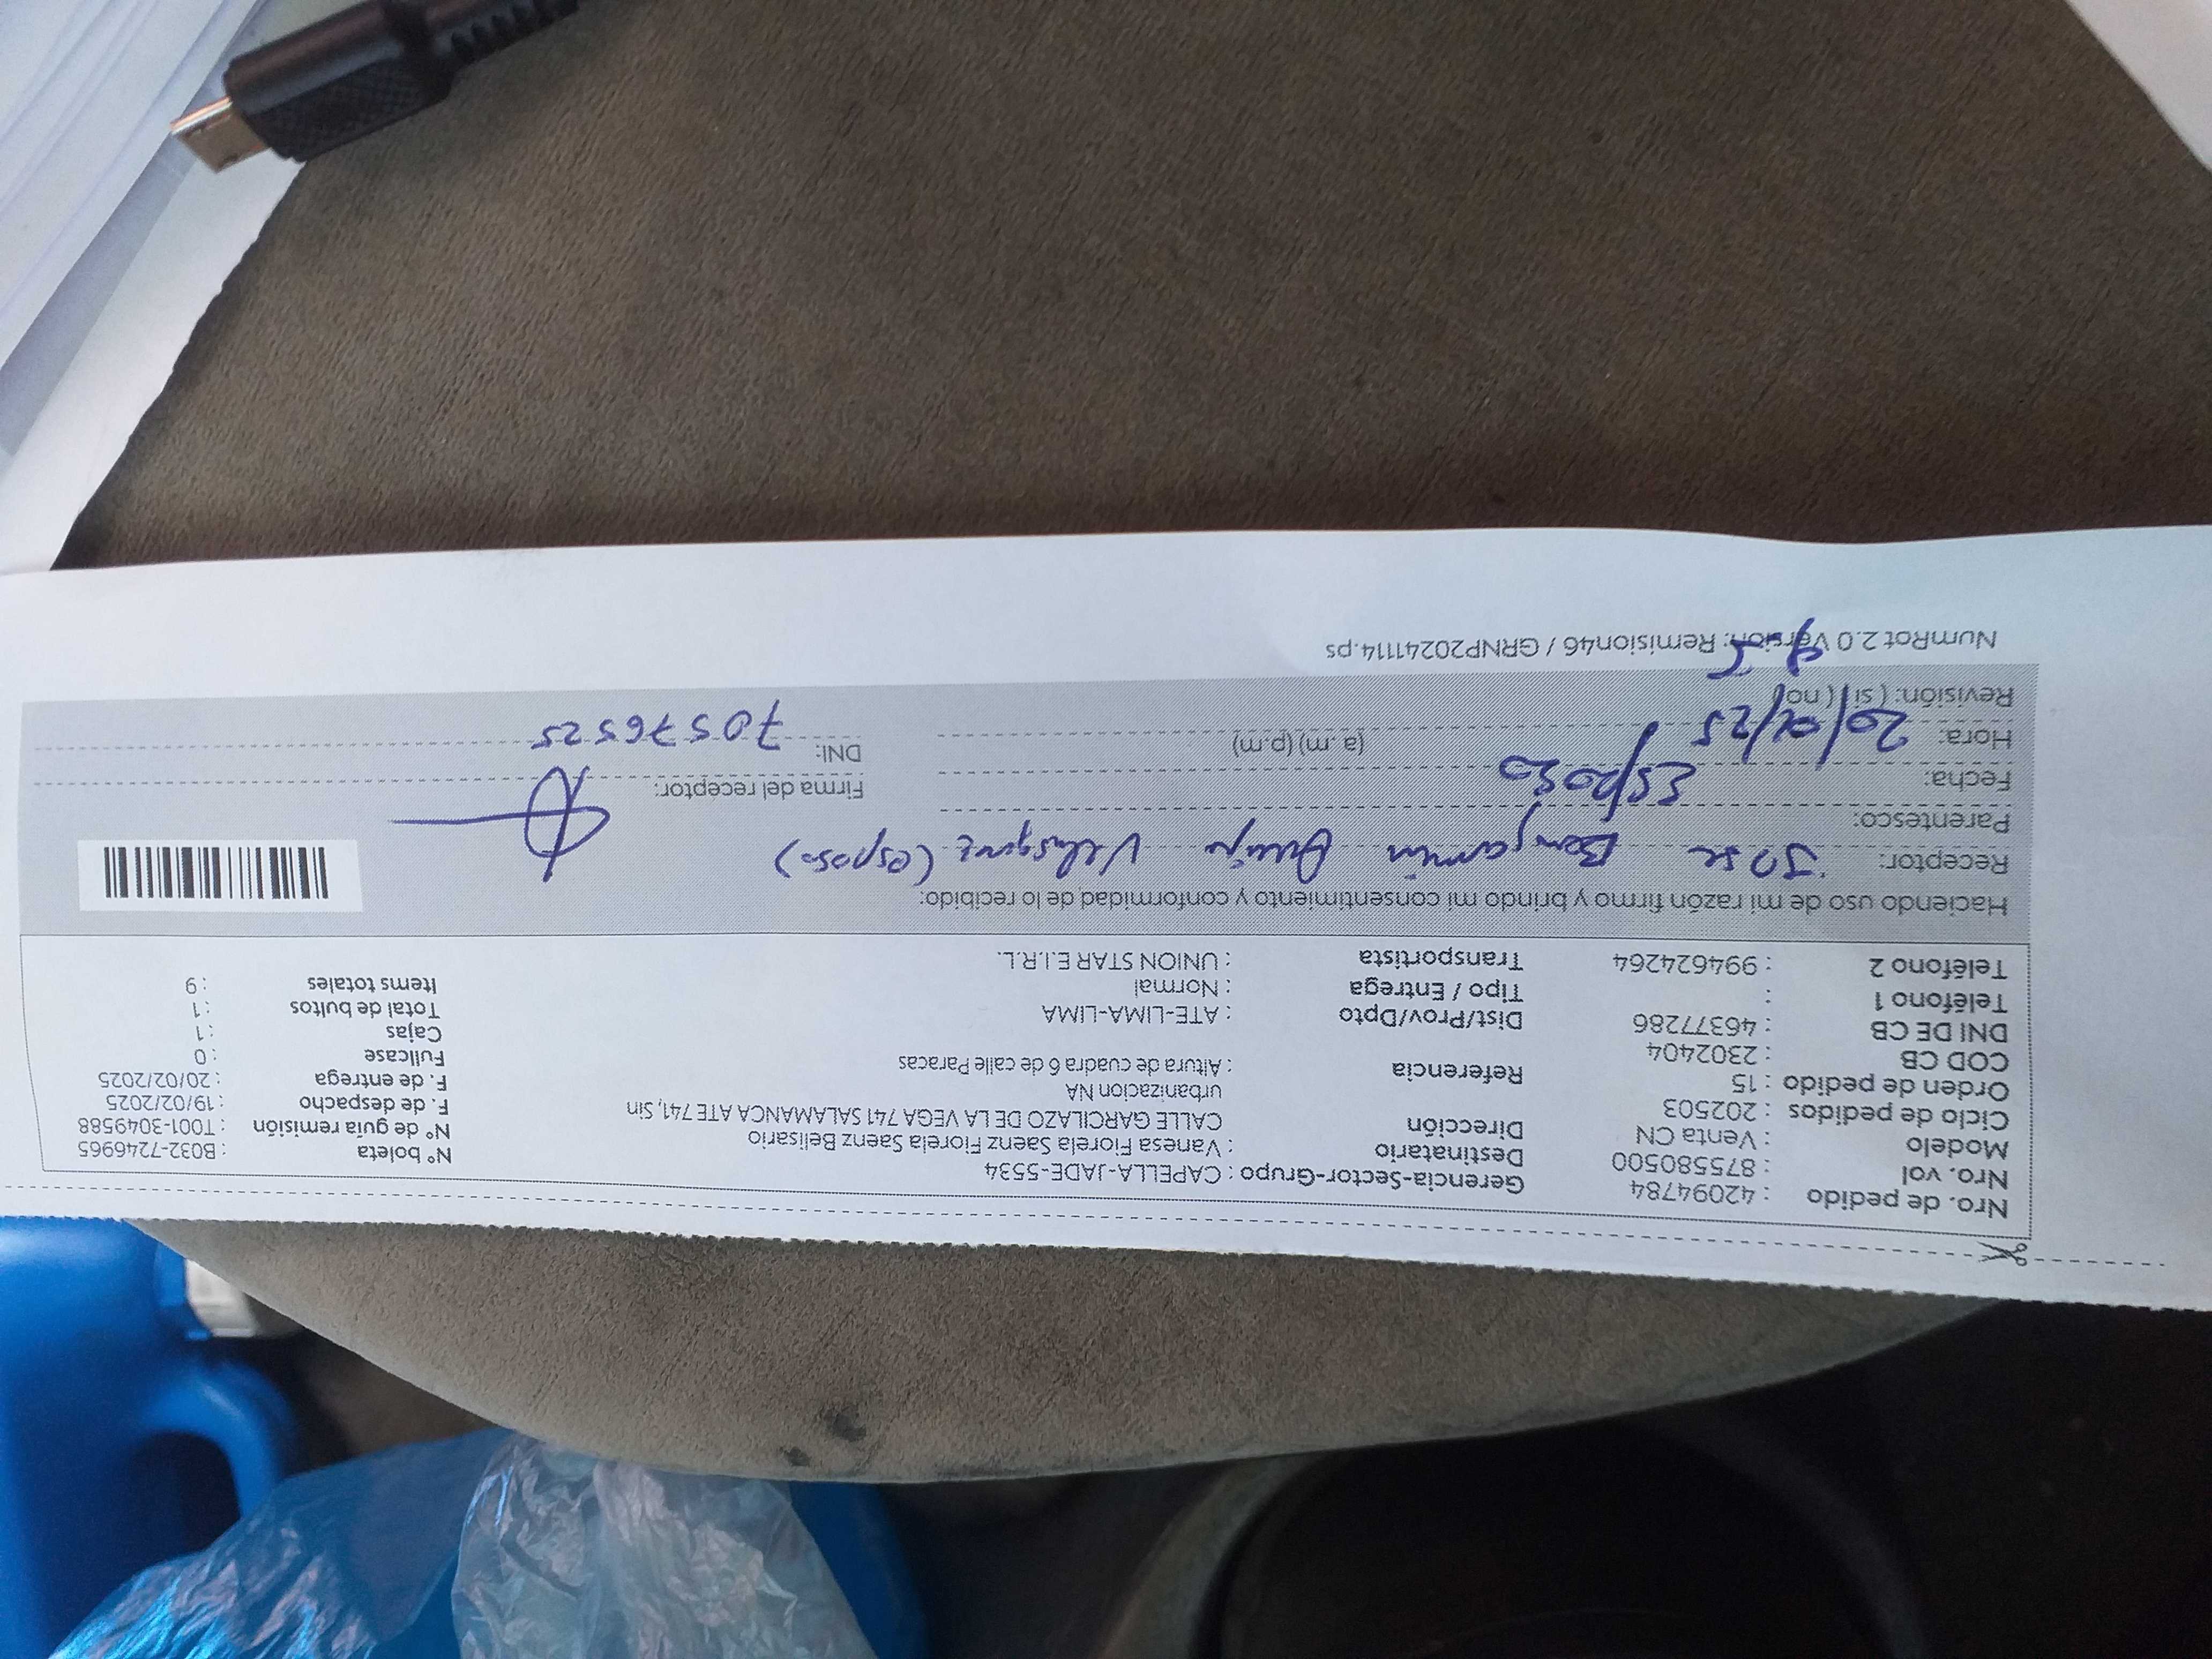 Nro. de pedido : 42094784
Nro. vol : 875580500
Modelo : Venta CN
Ciclo de pedidos : 202503
Orden de pedido : 15
COD CB : 2302404
DNI DE CB : 46377286
Teléfono 1 :
Teléfono 2 : 994624264
Gerencia-Sector-Grupo : CAPELLA-JADE-5534
Destinatario : Vanesa Fiorela Saenz Fiorela Saenz Belisario
Dirección CALLE GARCILAZO DE LA VEGA 741 SALAMANCA ATE 741, Sin
urbanizacion NA
Referencia : Altura de cuadra 6 de calle Paracas
Dist/Prov/Dpto : ATE-LIMA-LIMA
Tipo / Entrega : Normal
Transportista : UNION STAR E.I.R.L.
Nº boleta : B032-7246965
Nº de guía remisión : T001-3049588
F. de despacho : 19/02/2025
F. de entrega : 20/02/2025
Fullcase : 0
Cajas : 1
Total de bultos : 1
Items totales : 9
Haciendo uso de mi razón firmo y brindo mi consentimiento y conformidad de lo recibido:
Receptor: Jose Benjamin Velasquez (esposo)
Parentesco: Esposo
Fecha:
Hora: 20/02/25 (a.m) (p.m)
Revisión: ( si ) ( no )
Firma del receptor:
DNI: 70576525
NumRot 2.0 Versión: Remision46 / GRNP20241114.ps